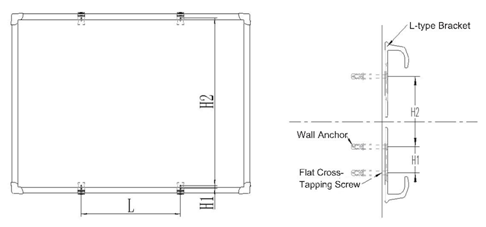 H2
L
H1
L-type Bracket
H2
Wall Anchor
H1
Flat Cross-
Tapping Screw